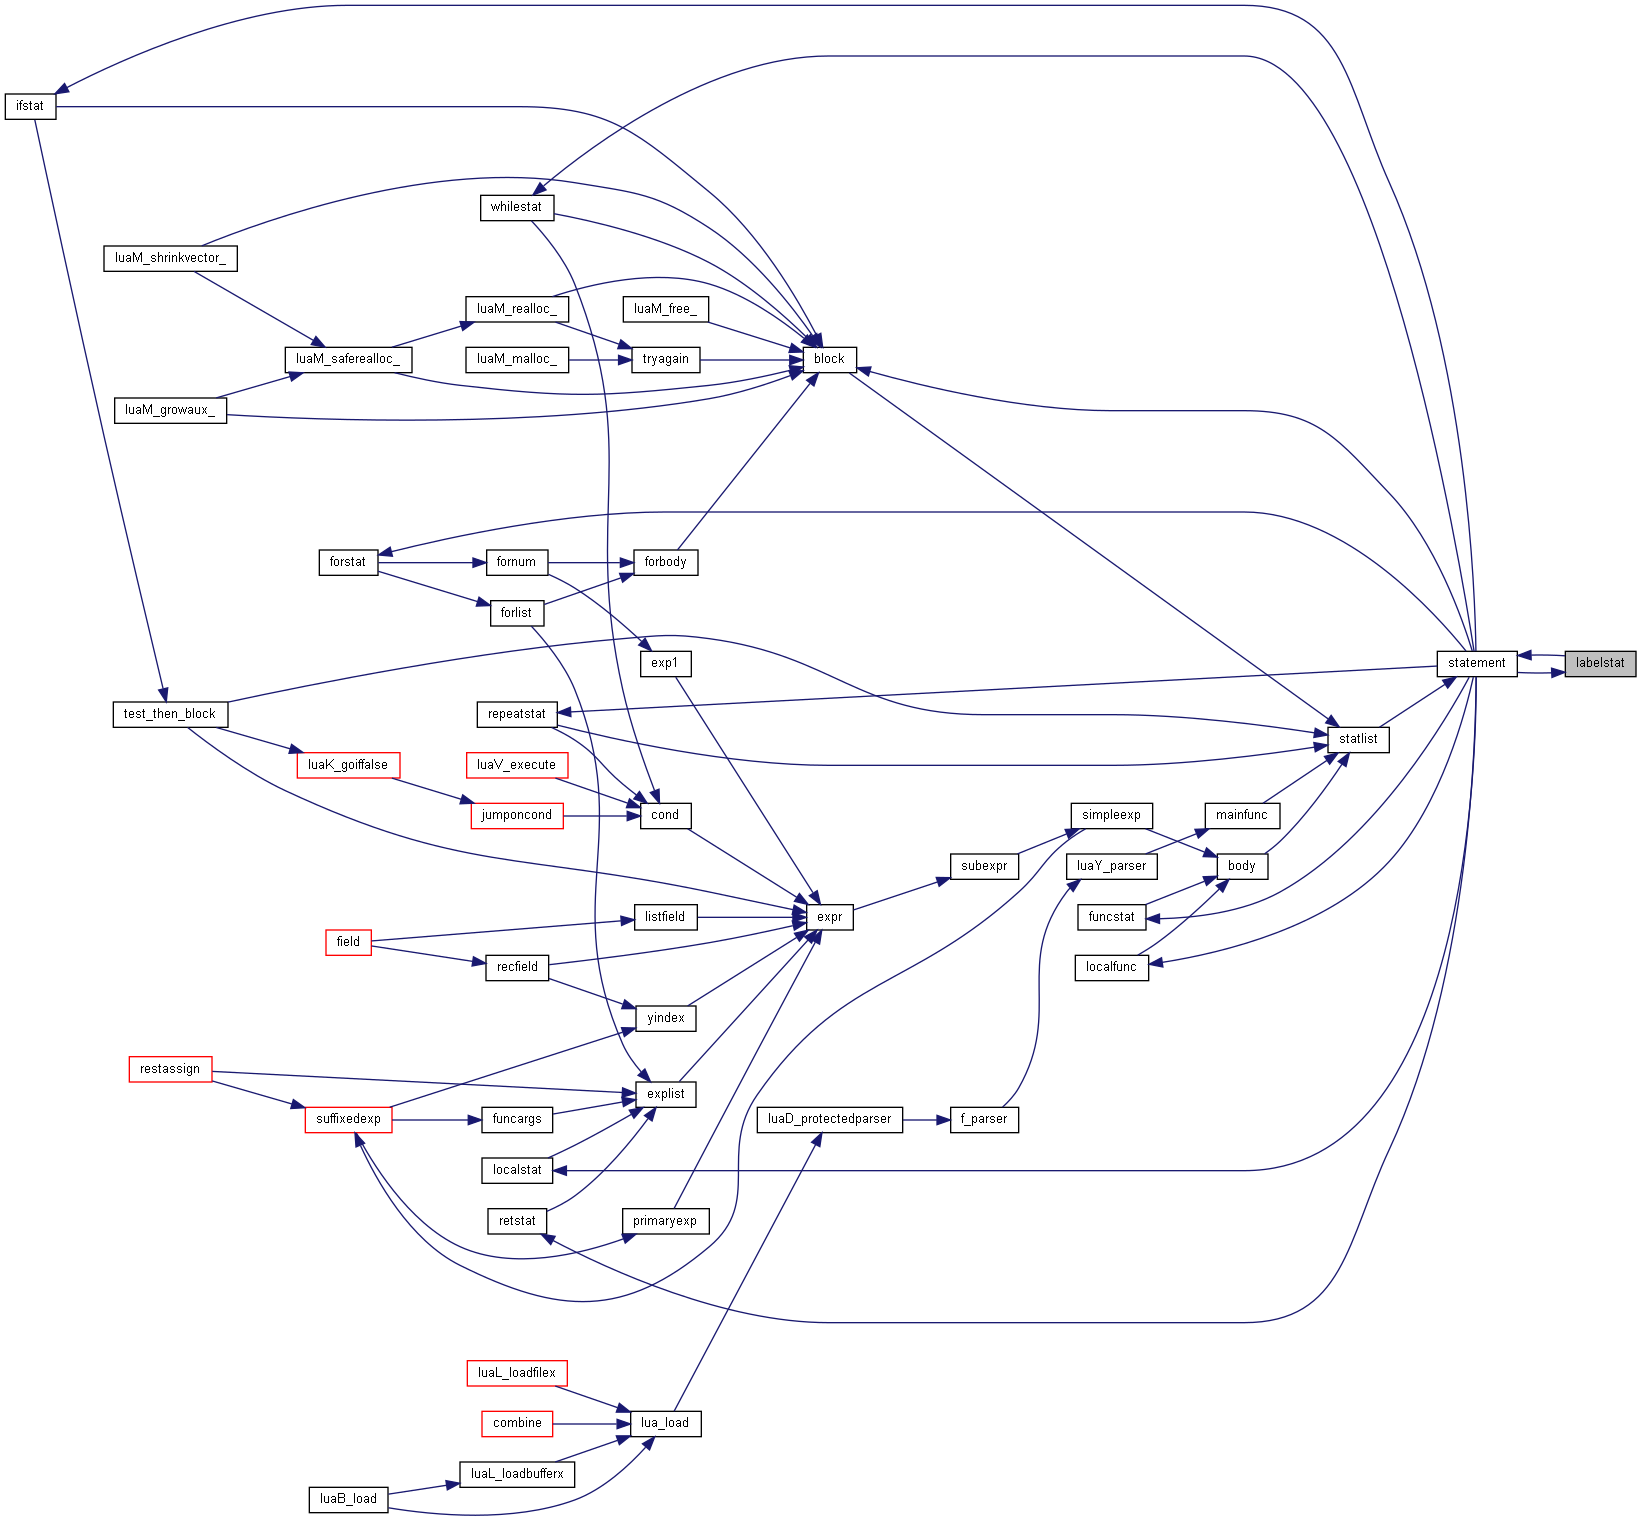 ifstat
whilestat
luaM_shrinkvector_
luaM_realloc_
luaM_free_
luaM_saferealloc_
luaM_malloc_
tryagain
block
luaM_growaux_
forstat
fornum
forbody
forlist
exp1
statement
labelstat
test_then_block
repeatstat
statlist
luaK_goiffalse
luaV_execute
jumponcond
cond
simpleexp
mainfunc
subexpr
luaY_parser
body
field
listfield
expr
funcstat
recfield
localfunc
yindex
restassign
explist
suffixedexp
funcargs
luaD_protectedparser
f_parser
localstat
retstat
primaryexp
luaL_loadfilex
combine
lua_load
luaL_loadbufferx
luaB_load